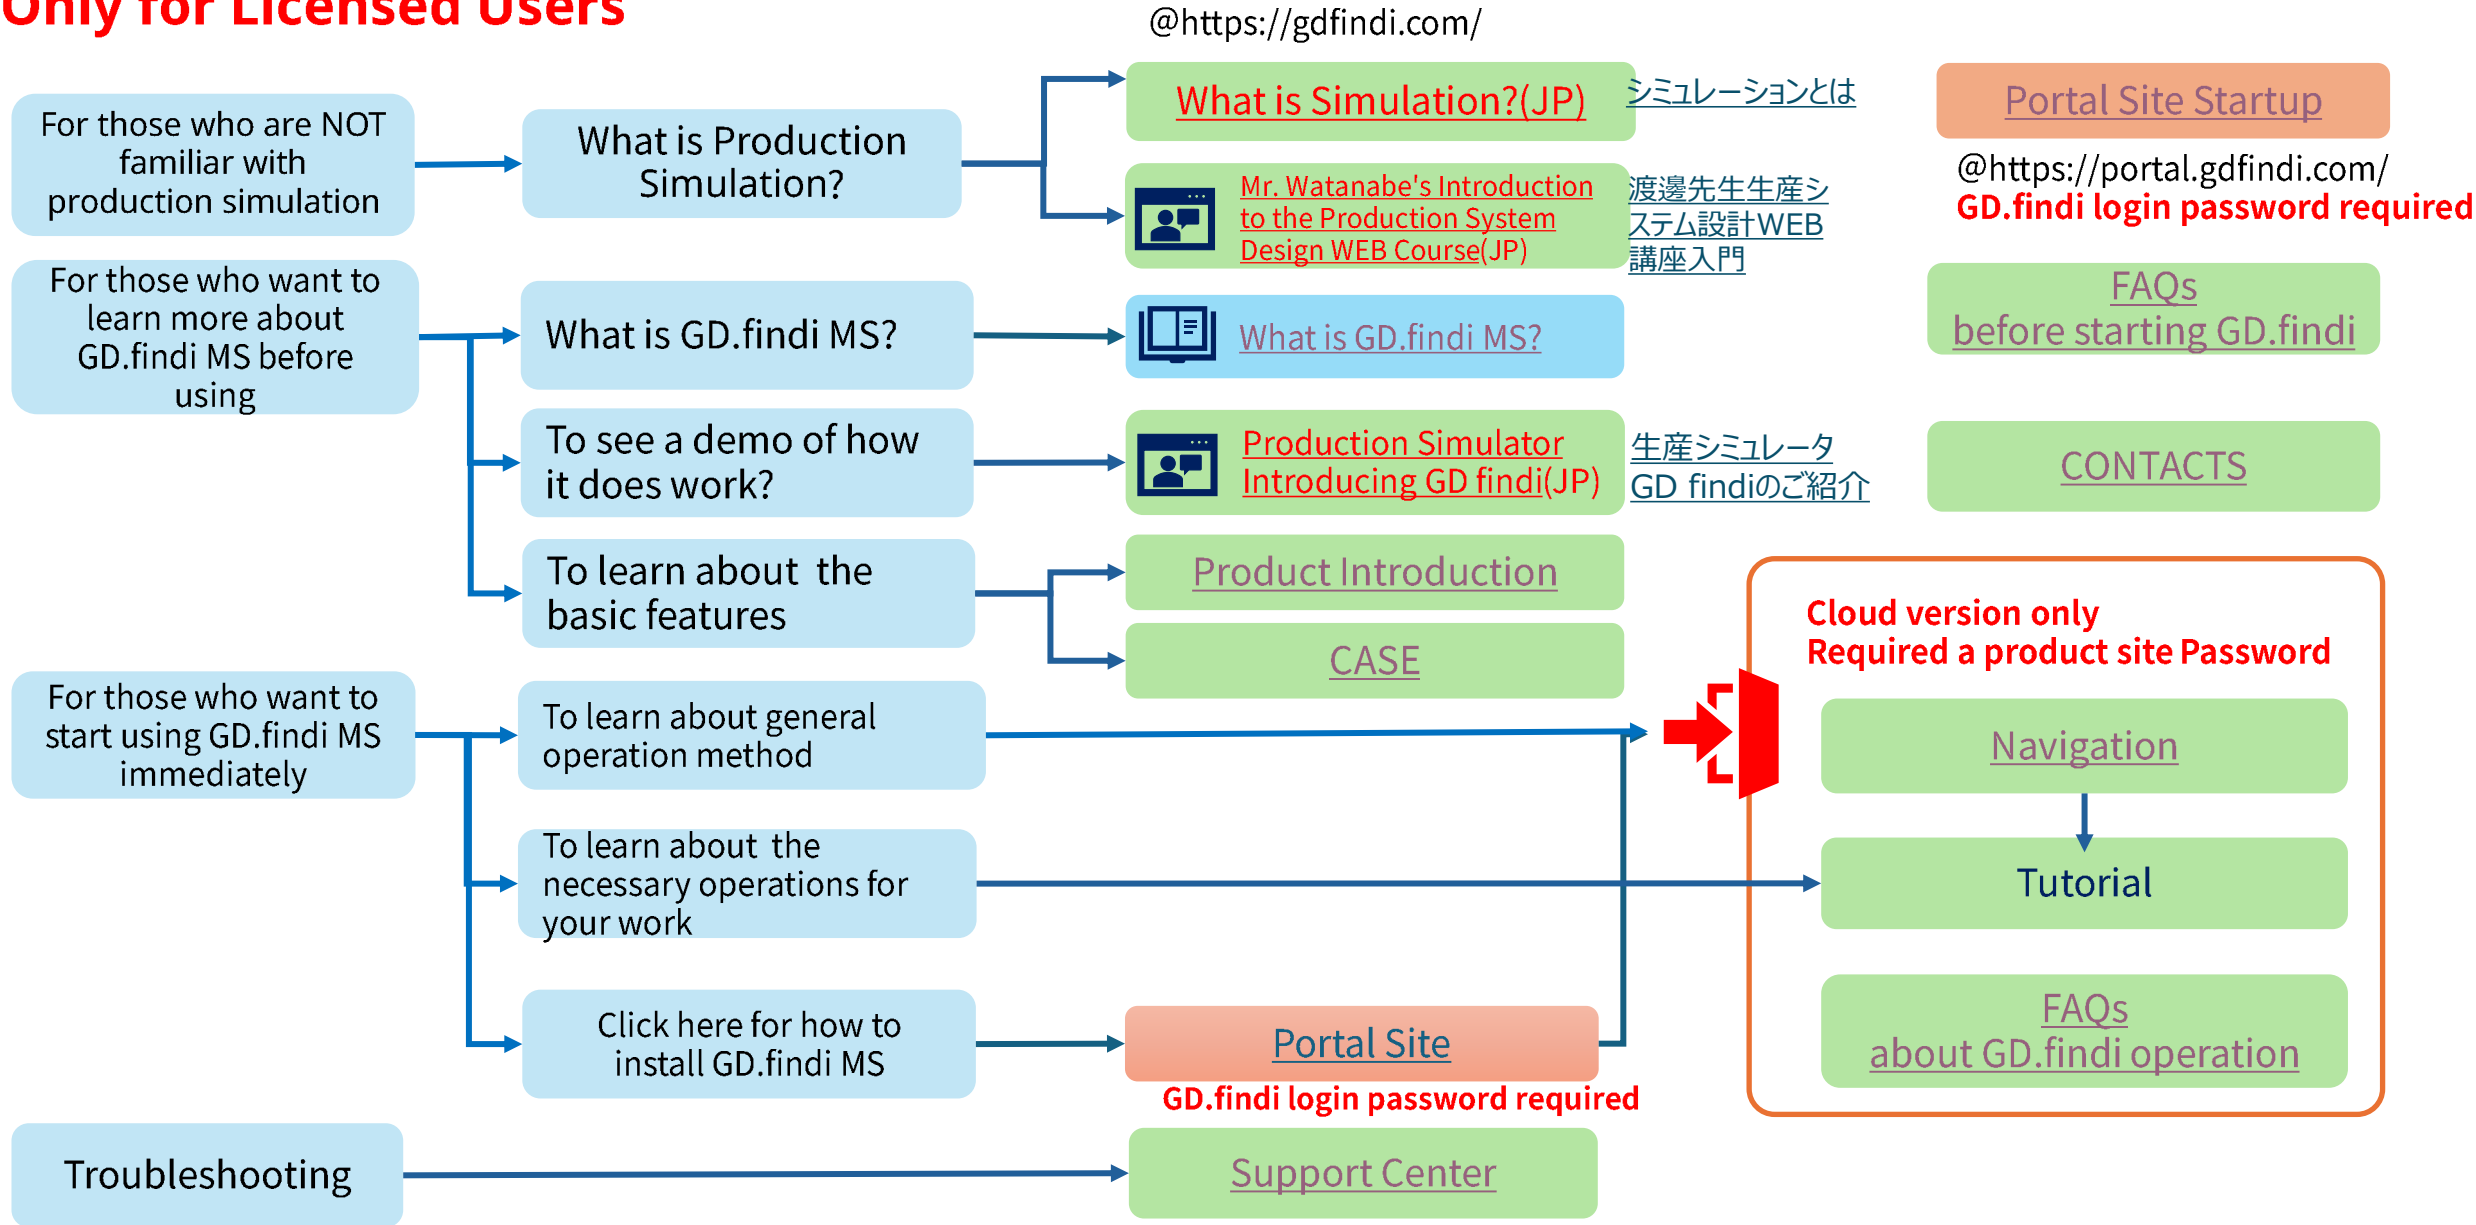 Only for Licensed Users
@https://gdfindi.com/
For those who are NOT
familiar with
production simulation
What is Production
Simulation?
What is Simulation?(JP)
シミュレーションとは
Mr. Watanabe's Introduction
to the Production System
Design WEB Course(JP)
渡邊先生生産シ
ステム設計WEB
講座入門
Portal Site Startup
@https://portal.gdfindi.com/
GD.findi login password required
For those who want to
learn more about
GD.findi MS before
using
What is GD.findi MS?
What is GD.findi MS?
FAQs
before starting GD.findi
To see a demo of how
it does work?
Production Simulator
Introducing GD findi(JP)
生産シミュレータ
GD findiのご紹介
CONTACTS
To learn about  the
basic features
Product Introduction
CASE
For those who want to
start using GD.findi MS
immediately
To learn about general
operation method
To learn about  the
necessary operations for
your work
Click here for how to
install GD.findi MS
Portal Site
GD.findi login password required
Cloud version only
Required a product site Password
Navigation
Tutorial
FAQs
about GD.findi operation
Troubleshooting
Support Center